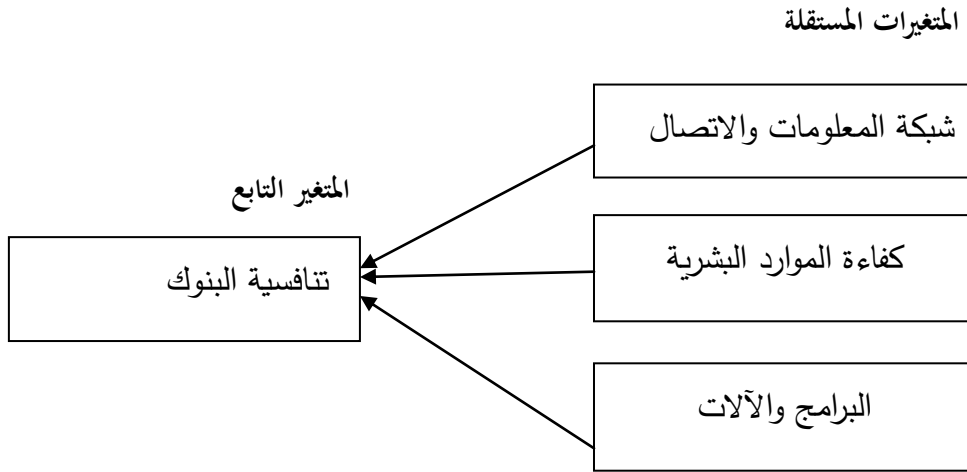 المتغيرات المستقلة
شبكة المعلومات والاتصال
المتغير التابع
كفاءة الموارد البشرية
تنافسية البنوك
البرامج والآلات